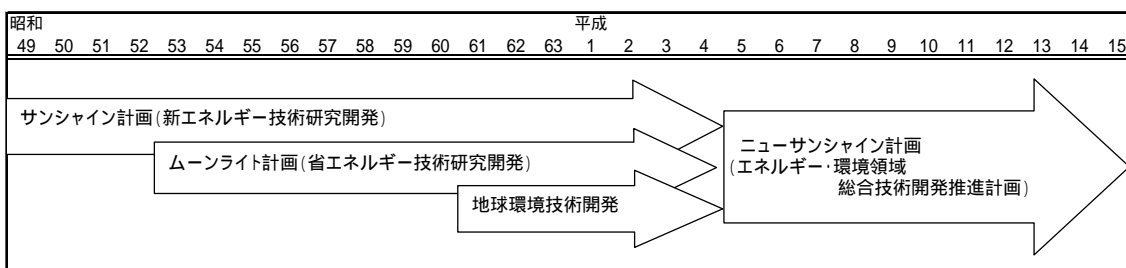 昭和 平成
49 50 51 52 53 54 55 56 57 58 59 60 61 62 63 1 2 3 4 5 6 7 8 9 10 11 12 13 14 15
サンシャイン計画(新エネルギー技術研究開発)
ムーンライト計画(省エネルギー技術研究開発)
地球環境技術開発
ニューサンシャイン計画
(エネルギー・環境領域
総合技術開発推進計画)